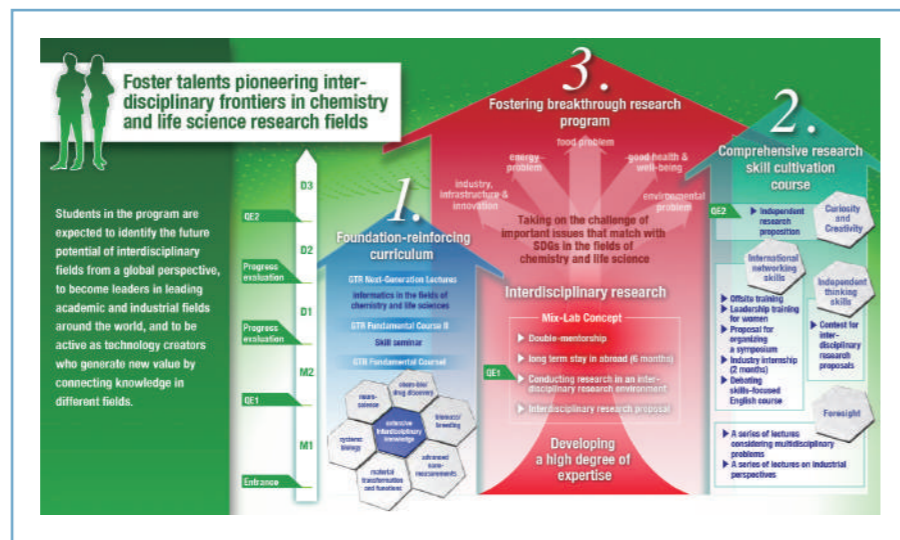 Foster talents pioneering inter-
disciplinary frontiers in chemistry
and life science research fields
Students in the program are
expected to identify the future
potential of interdisciplinary
fields from a global perspective,
to become leaders in leading
academic and industrial fields
around the world, and to be
active as technology creators
who generate new value by
connecting knowledge in
different fields.
D3
QE2
D2
Progress
evaluation
D1
Progress
evaluation
M2
QE1
M1
Entrance
1.
Foundation-reinforcing
curriculum
GTR Next-Generation Lectures
Informatics in the fields of
chemistry and life sciences
GTR Fundamental Course II
Skill seminar
GTR Fundamental CourseI
chem-bio/
drug discovery
neuro-
science
extensive
interdisciplinary
knowledge
biomass/
breeding
systems
biology
advanced
nano-
measurements
material
transformation
and functions
3.
Fostering breakthrough research
program
food problem
energy
problem
good health &
well-being
industry,
infrastructure &
innovation
environmental
problem
Taking on the challenge of
important issues that match with
SDGs in the fields of
chemistry and life science
Interdisciplinary research
Mix-Lab Concept
Double-mentorship
long term stay in abroad (6 months)
QE1
Conducting research in an inter-
disciplinary research environment
Interdisciplinary research proposal
Developing
a high degree of
expertise
2.
Comprehensive research
skill cultivation
course
QE2
Independent
research
proposition
Curiosity
and
Creativity
International
networking
skills
Offsite training
Leadership training
for women
Proposal for
organizing
a symposium
Industry internship
(2 months)
Debating
skills-focused
English course
Independent
thinking
skills
Contest for
inter-
disciplinary
research
proposals
Foresight
A series of lectures
considering multidisciplinary
problems
A series of lectures on industrial
perspectives